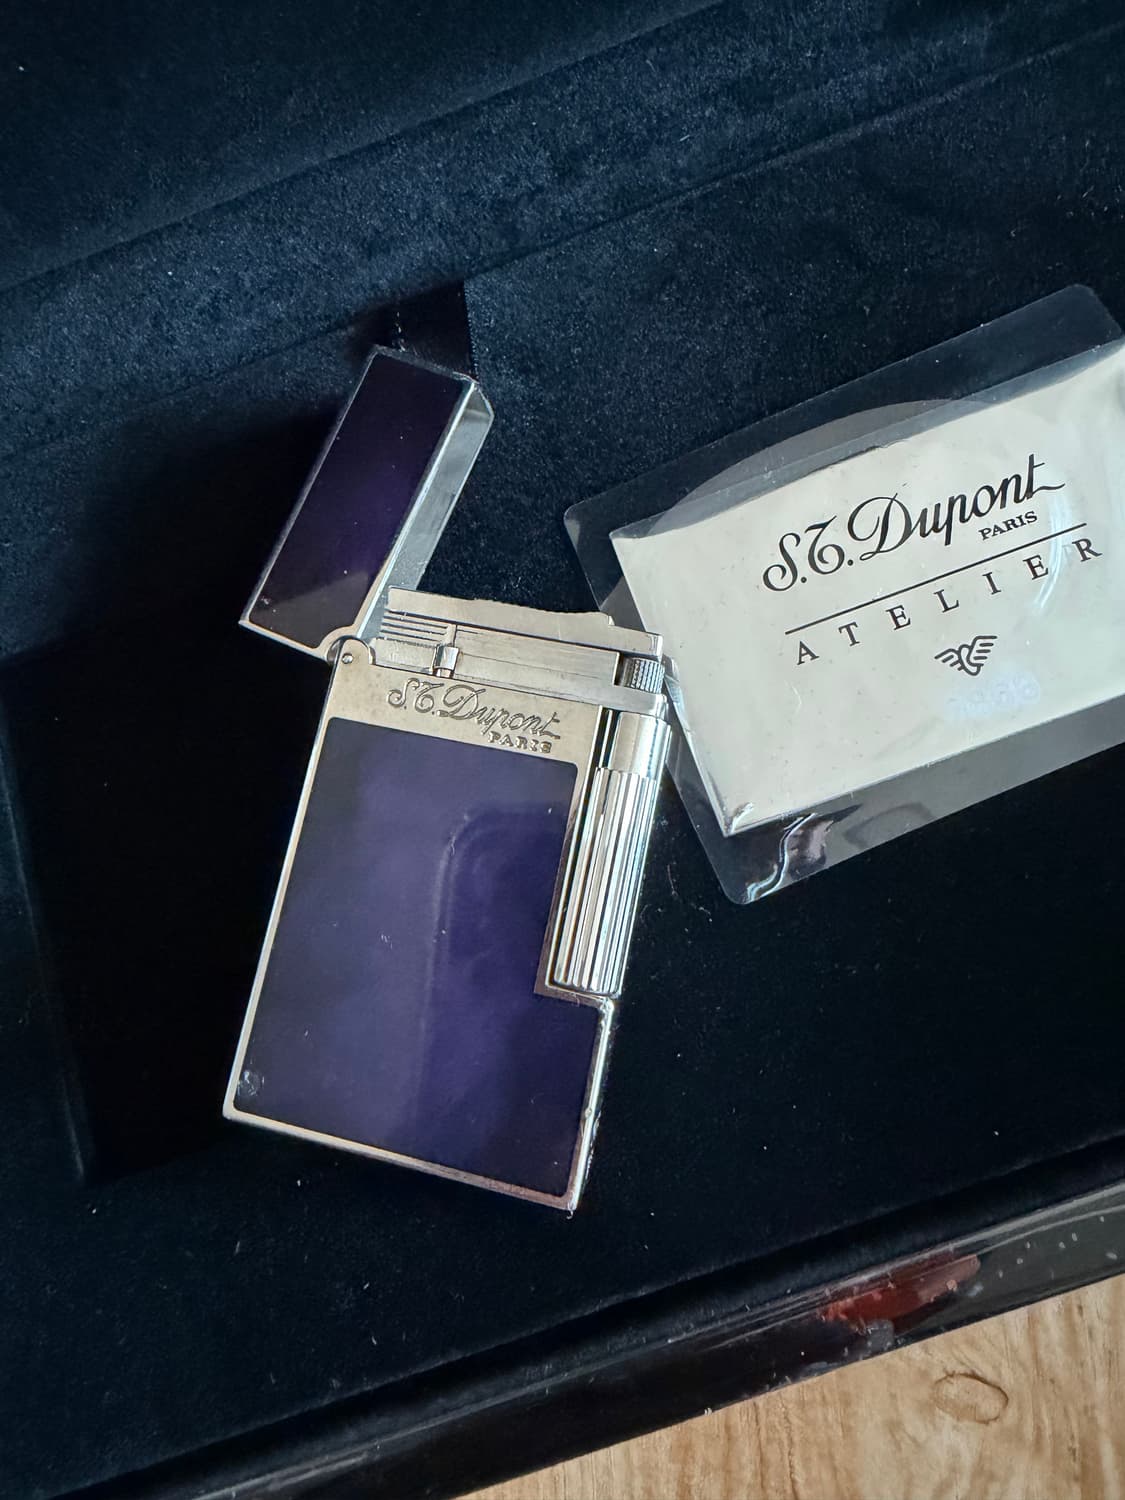 S.T. Dupont
PARIS
S.T. Dupont
PARIS
ATELIER